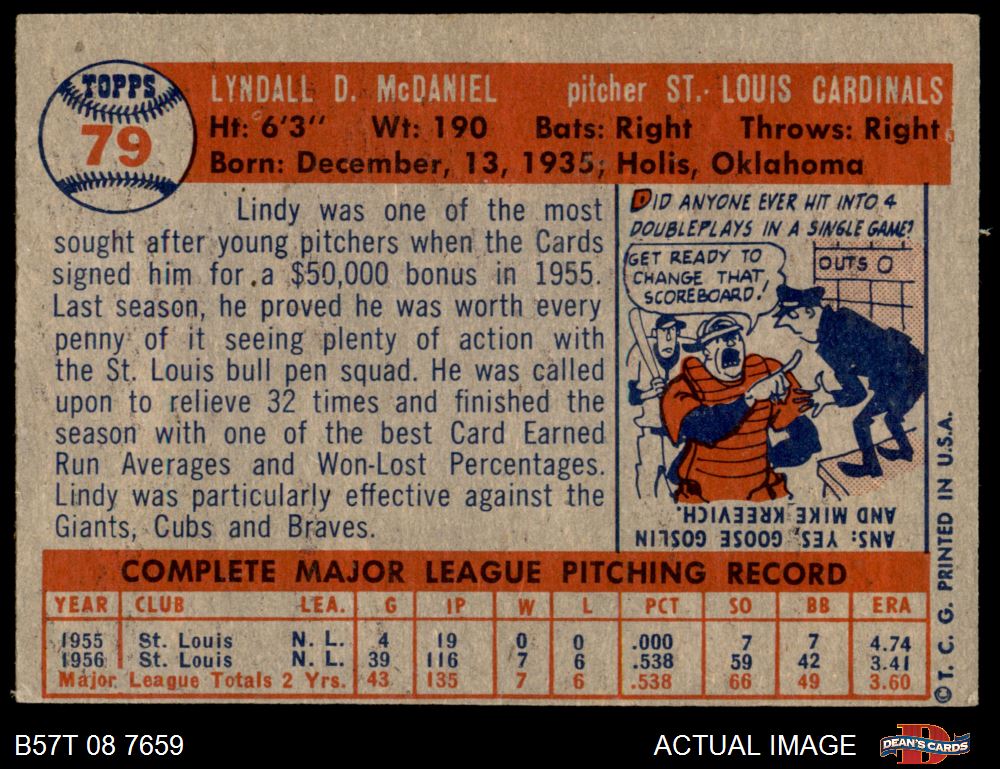 TOPPS
79
LYNDALL D. McDANIEL pitcher ST. LOUIS CARDINALS
Ht: 6'3" Wt: 190 Bats: Right Throws: Right
Born: December, 13, 1935, Holis, Oklahoma
Lindy was one of the most
sought after young pitchers when the Cards
signed him for a $50,000 bonus in 1955.
Last season, he proved he was worth every
penny of it seeing plenty of action with
the St. Louis bull pen squad. He was called
upon to relieve 32 times and finished the
season with one of the best Card Earned
Run Averages and Won-Lost Percentages.
Lindy was particularly effective against the
Giants, Cubs and Braves.
DID ANYONE EVER HIT INTO 4
DOUBLEPLAYS IN A SINGLE GAME?
GET READY TO
CHANGE THAT
SCOREBOARD!
OUTS 0
ANS: YES, GOOSE GOSLIN
AND MIKE KREEVICH.
COMPLETE MAJOR LEAGUE PITCHING RECORD
YEAR CLUB LEA. G IP W L PCT SO BB ERA
1955 St. Louis N. L. 4 19 0 0 .000 7 7 4.74
1956 St. Louis N. L. 39 116 7 6 .538 59 42 3.41
Major League Totals 2 Yrs. 43 135 7 6 .538 66 49 3.60
© T. C. G. PRINTED IN U.S.A.
B57T 08 7659 ACTUAL IMAGE DEAN'S CARDS